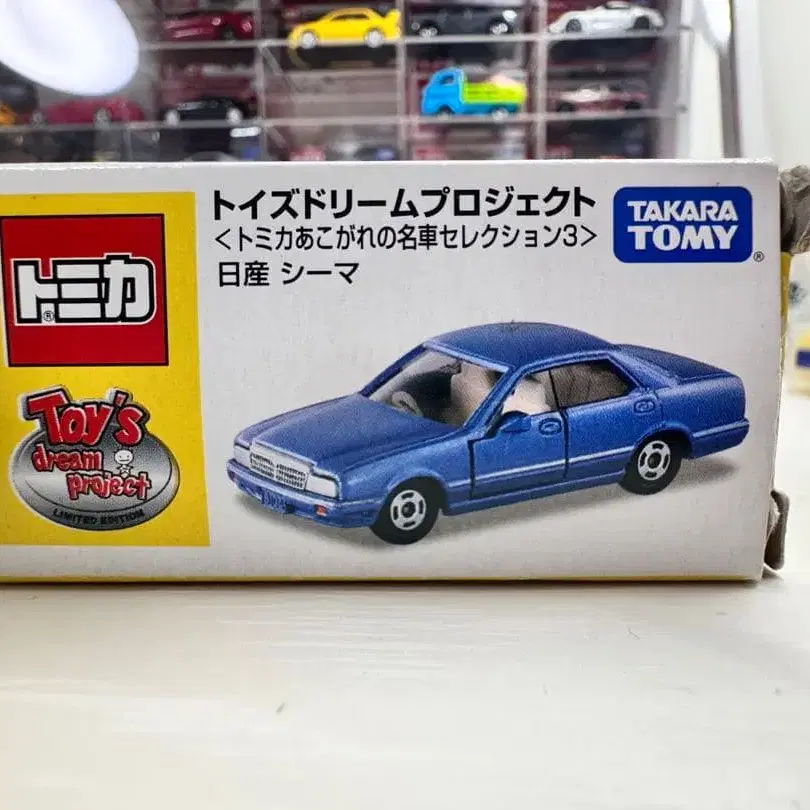 トイズドリームプロジェクト
<トミカあこがれの名車セレクション3>
日産 シーマ
TAKARA
TOMY®
トミカ®
Toy's
dream
project
LIMITED EDITION